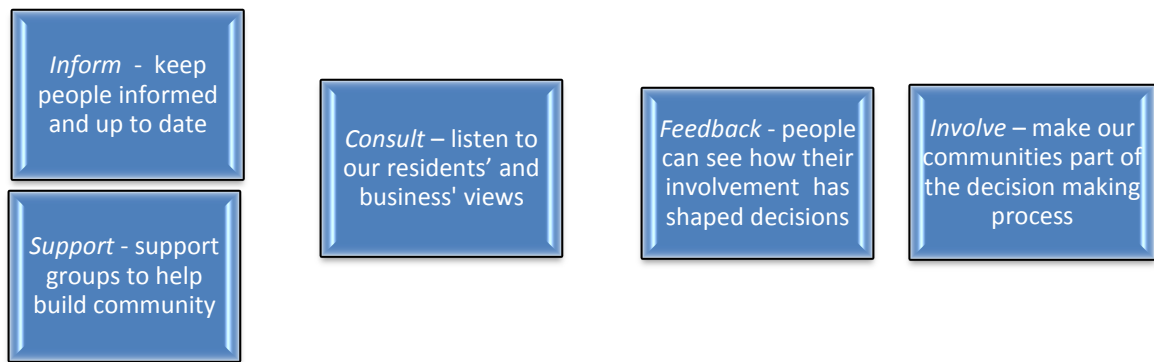 Inform - keep
people informed
and up to date
Support - support
groups to help
build community
Consult – listen to
our residents’ and
business' views
Feedback - people
can see how their
involvement has
shaped decisions
Involve – make our
communities part of
the decision making
process